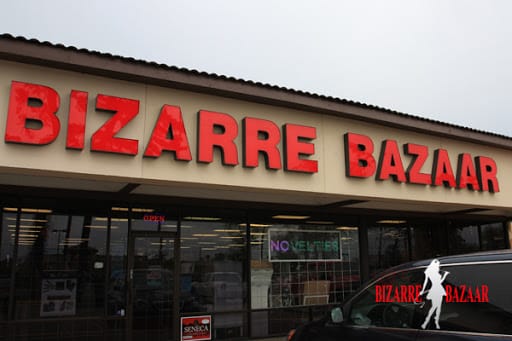 BIZARRE BAZAAR
OPEN
NOVELTIES
SENECA
BIZARRE BAZAAR